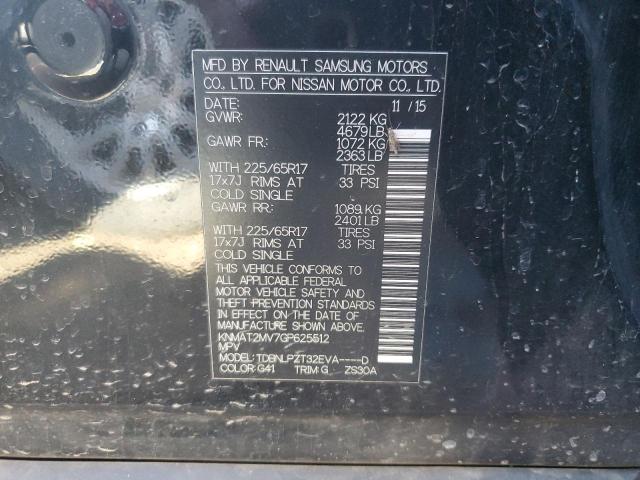 MFD BY RENAULT SAMSUNG MOTORS
CO., LTD. FOR NISSAN MOTOR CO., LTD.
DATE: 11 / 15
GVWR: 2122 KG
4679 LB
GAWR FR: 1072 KG
2363 LB
WITH 225/65R17 TIRES
17x7J RIMS AT 33 PSI
COLD SINGLE
GAWR RR: 1089 KG
2401 LB
WITH 225/65R17 TIRES
17x7J RIMS AT 33 PSI
COLD SINGLE
THIS VEHICLE CONFORMS TO
ALL APPLICABLE FEDERAL
MOTOR VEHICLE SAFETY AND
THEFT PREVENTION STANDARDS
IN EFFECT ON THE DATE OF
MANUFACTURE SHOWN ABOVE.
KNMAT2MV7GP625512
MPV
MODEL: TDBNLPZT32EVA----D
COLOR: G41 TRIM: G ZS30A